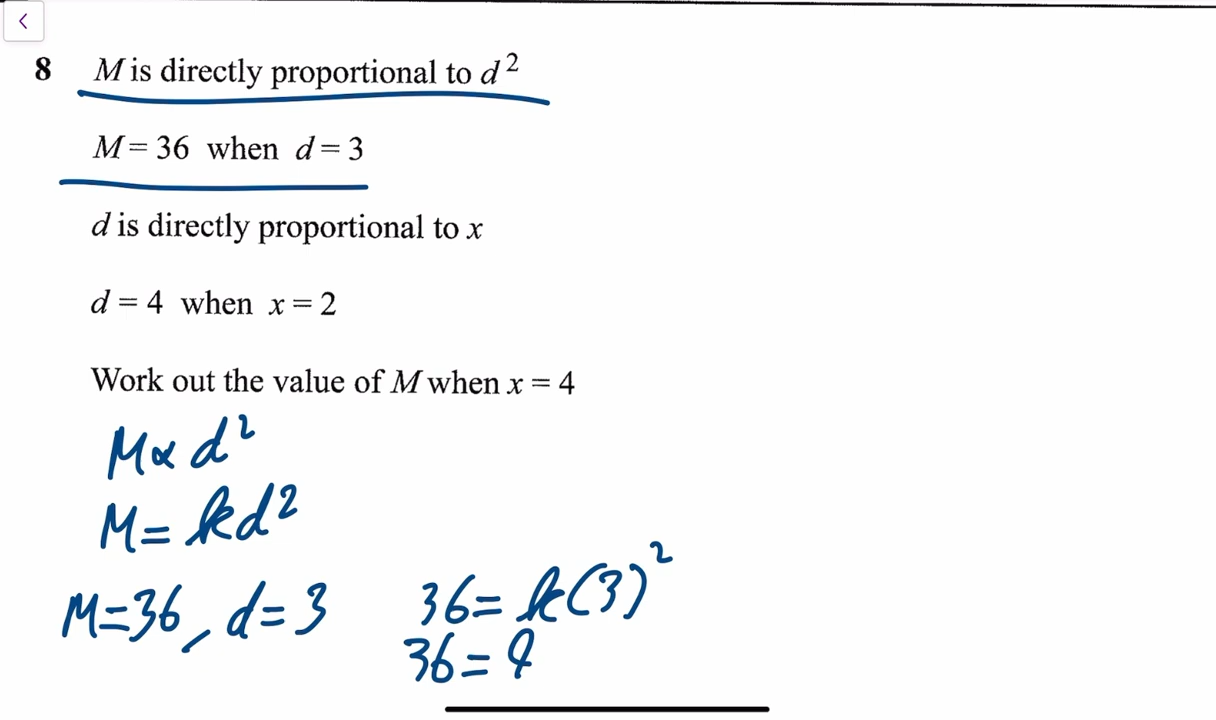 8 M is directly proportional to d²
M = 36 when d = 3
d is directly proportional to x
d = 4 when x = 2
Work out the value of M when x = 4
M ∝ d²
M = kd²
M = 36, d = 3 36 = k(3)²
36 = 9